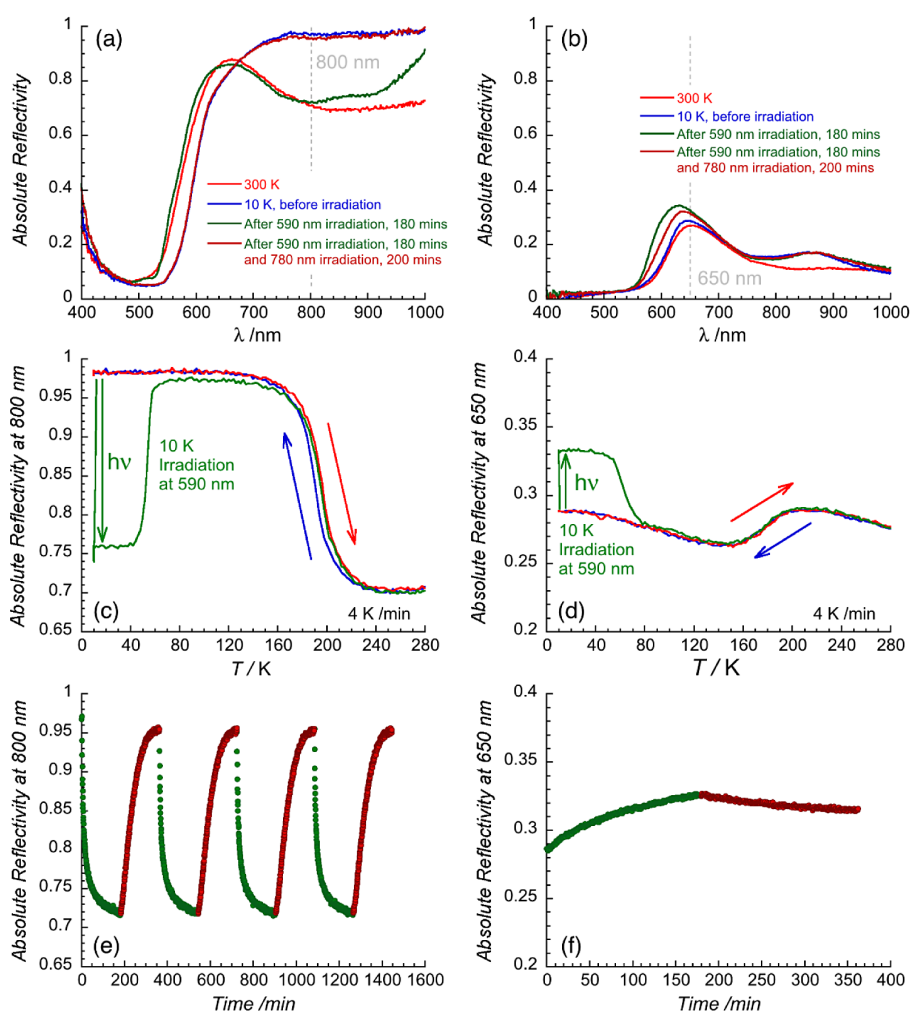 (a)
Absolute Reflectivity
1
0.8
0.6
0.4
0.2
0
800 nm
300 K
10 K, before irradiation
After 590 nm irradiation, 180 mins
After 590 nm irradiation, 180 mins
and 780 nm irradiation, 200 mins
400 500 600 700 800 900 1000
λ /nm
(b)
Absolute Reflectivity
1
0.8
0.6
0.4
0.2
0
300 K
10 K, before irradiation
After 590 nm irradiation, 180 mins
After 590 nm irradiation, 180 mins
and 780 nm irradiation, 200 mins
650 nm
400 500 600 700 800 900 1000
λ /nm
Absolute Reflectivity at 800 nm
1
0.95
0.9
0.85
0.8
0.75
0.7
0.65
hν
10 K
Irradiation
at 590 nm
(c)
4 K /min
0 40 80 120 160 200 240 280
T / K
Absolute Reflectivity at 650 nm
0.4
0.35
0.3
0.25
0.2
hν
10 K
Irradiation
at 590 nm
(d)
4 K /min
0 40 80 120 160 200 240 280
T / K
Absolute Reflectivity at 800 nm
1
0.95
0.9
0.85
0.8
0.75
0.7
0.65
(e)
0 200 400 600 800 1000 1200 1400 1600
Time /min
Absolute Reflectivity at 650 nm
0.4
0.35
0.3
0.25
0.2
(f)
0 50 100 150 200 250 300 350 400
Time /min